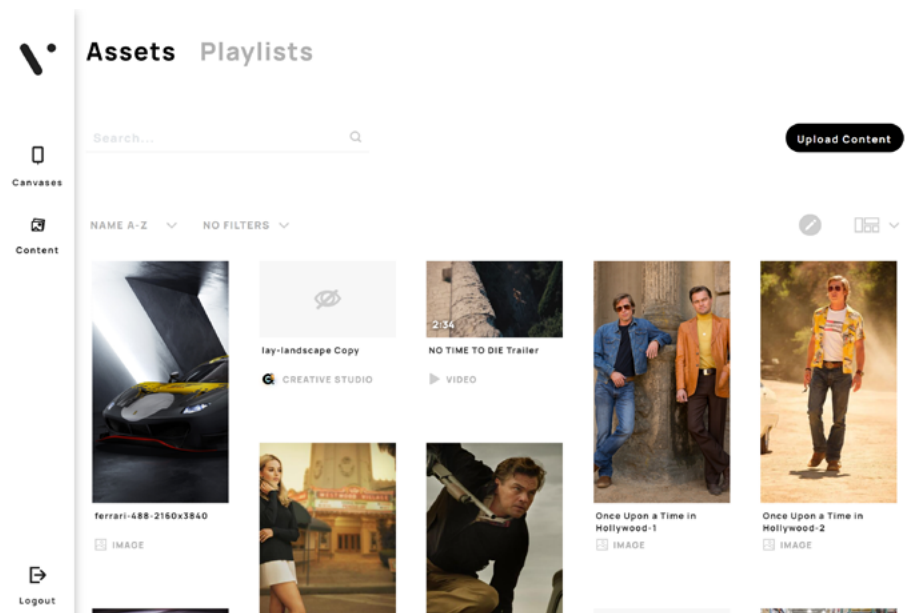 Assets Playlists
Search...
Upload Content
Canvases
Content
NAME A-Z NO FILTERS
2:34
lay-landscape Copy
NO TIME TO DIE Trailer
CREATIVE STUDIO
VIDEO
WESTWOOD VILLAGE
ferrari-488-2160x3840
Once Upon a Time in
Hollywood-1
Once Upon a Time in
Hollywood-2
IMAGE
IMAGE
IMAGE
Logout